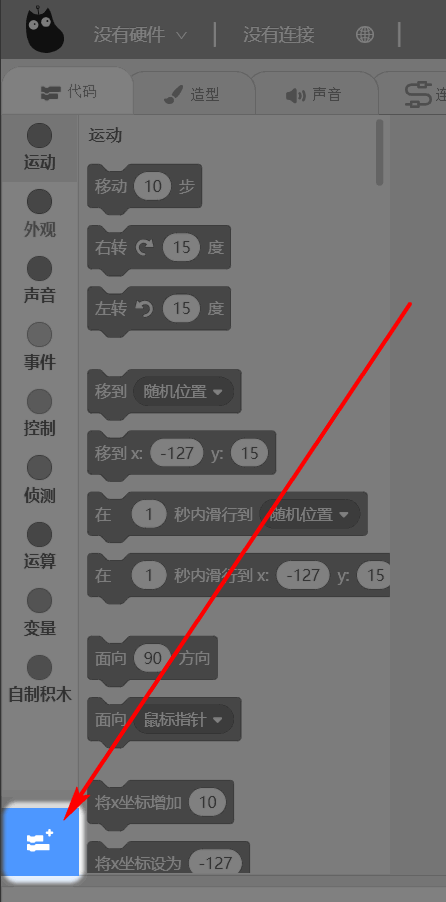 没有硬件 没有连接
代码 造型 声音 连
运动
外观
声音
事件
控制
侦测
运算
变量
自制积木
运动
移动 10 步
右转 15 度
左转 15 度
移到 随机位置
移到 x: -127 y: 15
在 1 秒内滑行到 随机位置
在 1 秒内滑行到 x: -127 y: 15
面向 90 方向
面向 鼠标指针
将x坐标增加 10
将x坐标设为 -127